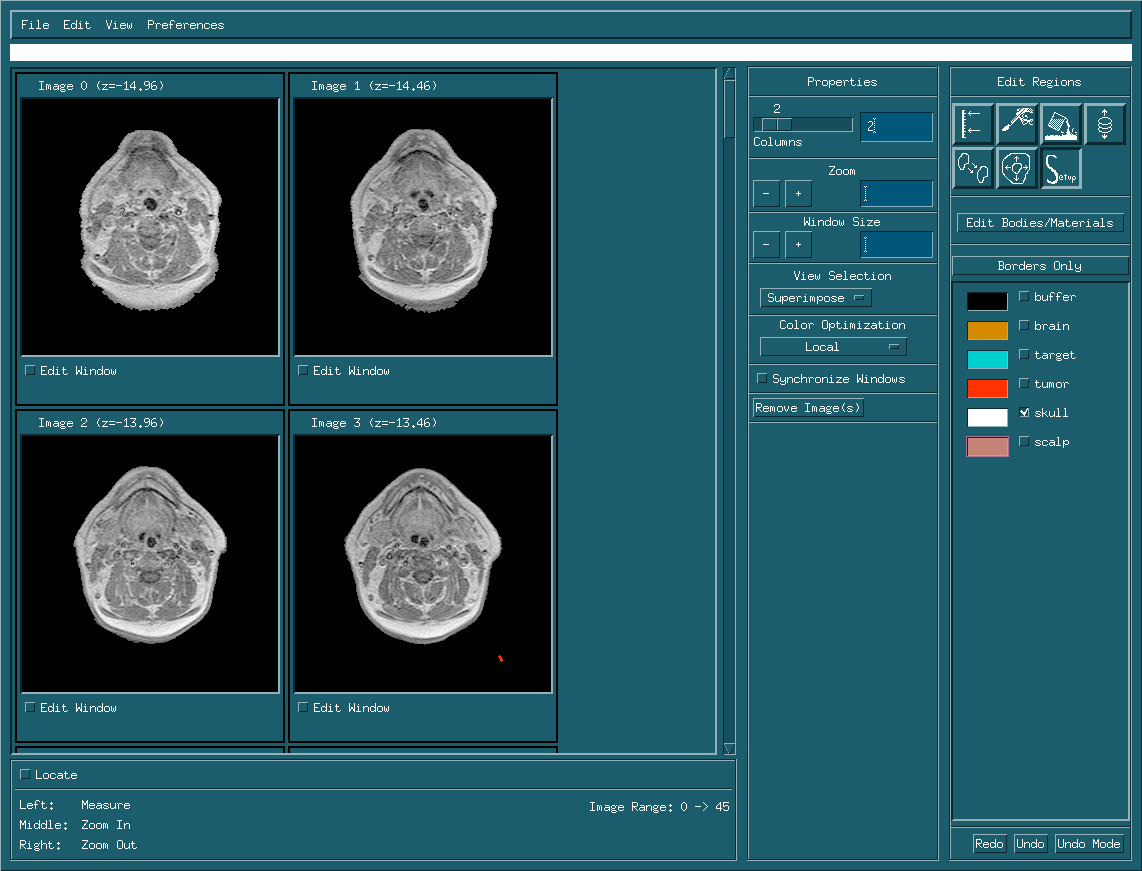 File Edit View Preferences
Image 0 (z=-14.96)
Image 1 (z=-14.46)
Edit Window
Edit Window
Image 2 (z=-13.96)
Image 3 (z=-13.46)
Edit Window
Edit Window
Locate
Left: Measure
Middle: Zoom In
Right: Zoom Out
Image Range: 0 -> 45
Properties
2
2
Columns
Zoom
- +
Window Size
- +
View Selection
Superimpose
Color Optimization
Local
Synchronize Windows
Remove Image(s)
Edit Regions
Setup
Edit Bodies/Materials
Borders Only
buffer
brain
target
tumor
skull
scalp
Redo Undo Undo Mode